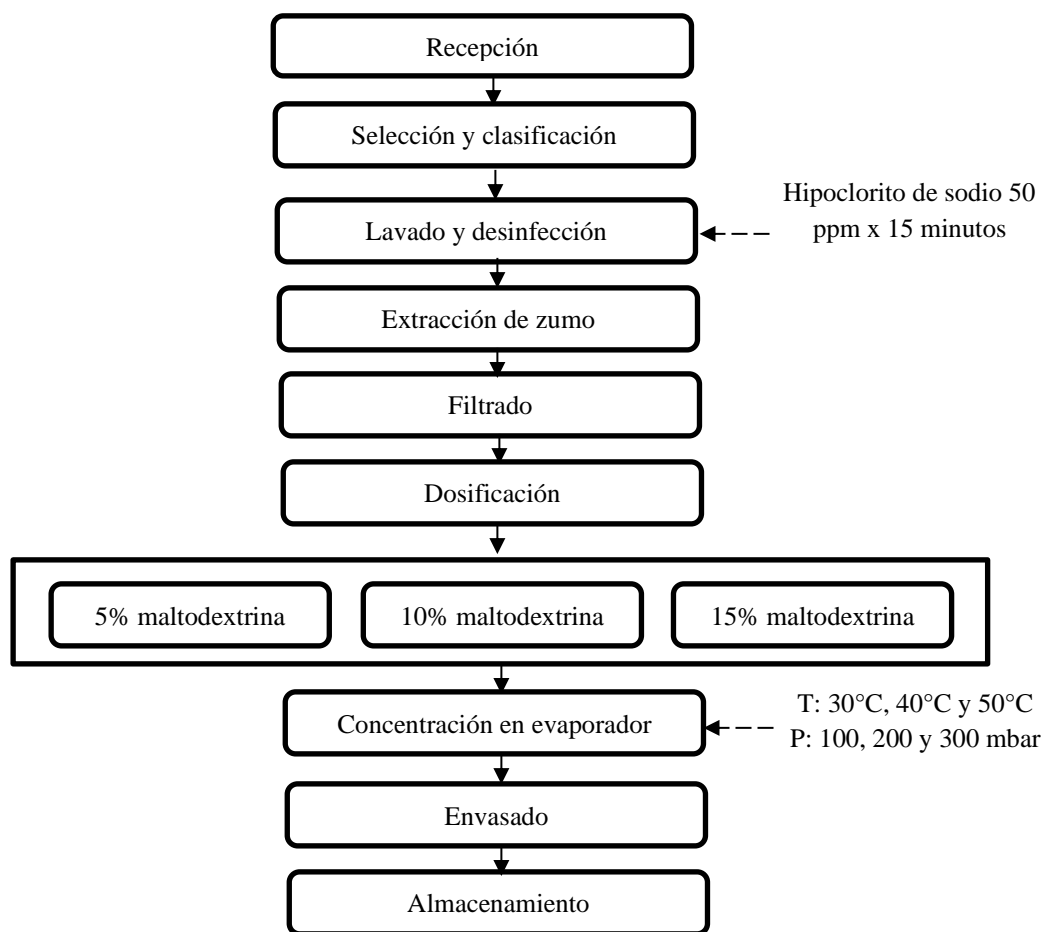 Recepción
Selección y clasificación
Hipoclorito de sodio 50
ppm x 15 minutos
Lavado y desinfección
Extracción de zumo
Filtrado
Dosificación
5% maltodextrina
10% maltodextrina
15% maltodextrina
T: 30°C, 40°C y 50°C
P: 100, 200 y 300 mbar
Concentración en evaporador
Envasado
Almacenamiento